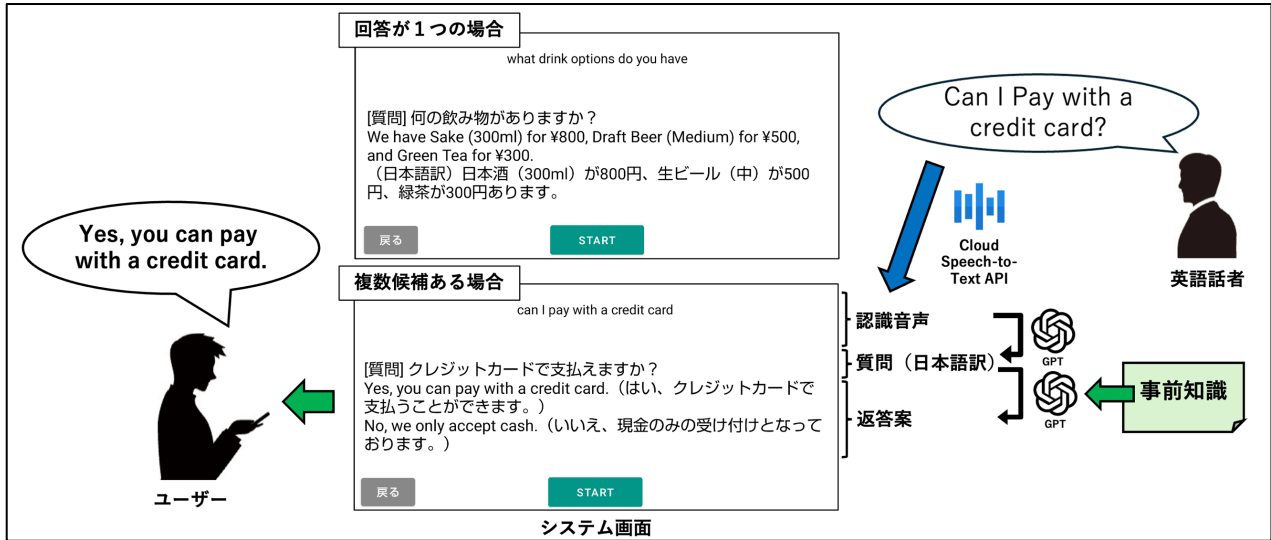 回答が１つの場合
what drink options do you have
[質問] 何の飲み物がありますか？
We have Sake (300ml) for ¥800, Draft Beer (Medium) for ¥500,
and Green Tea for ¥300.
（日本語訳）日本酒（300ml）が800円、生ビール（中）が500
円、緑茶が300円あります。
戻る
START
複数候補ある場合
can I pay with a credit card
[質問] クレジットカードで支払えますか？
Yes, you can pay with a credit card.（はい、クレジットカードで
支払うことができます。）
No, we only accept cash.（いいえ、現金のみの受け付けとなって
おります。）
戻る
START
システム画面
Yes, you can pay
with a credit card.
ユーザー
Can I Pay with a
credit card?
英語話者
Cloud
Speech-to-
Text API
認識音声
質問（日本語訳）
返答案
GPT
GPT
事前知識